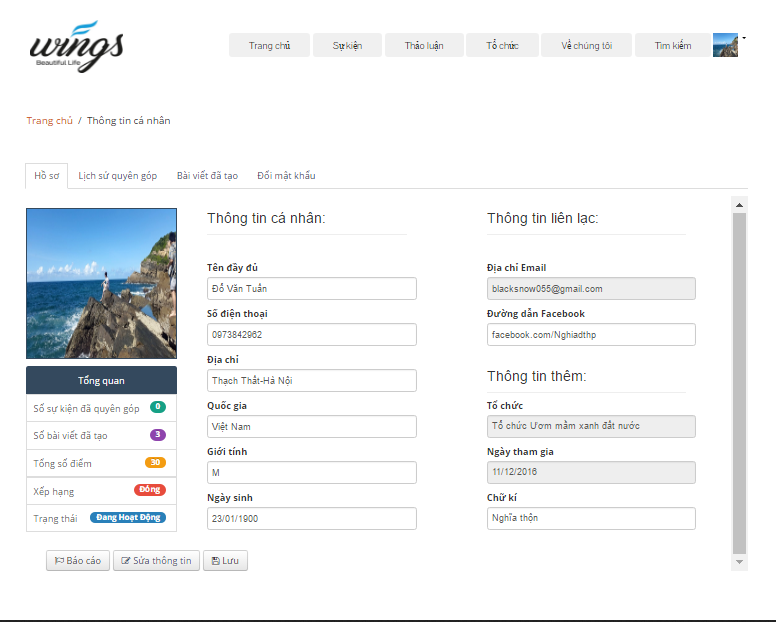 wings
Beautiful Life
Trang chủ
Sự kiện
Thảo luận
Tổ chức
Về chúng tôi
Tìm kiếm
Trang chủ / Thông tin cá nhân
Hồ sơ
Lịch sử quyên góp
Bài viết đã tạo
Đổi mật khẩu
Tổng quan
Số sự kiện đã quyên góp 0
Số bài viết đã tạo 3
Tổng số điểm 30
Xếp hạng Đồng
Trạng thái Đang Hoạt Động
Thông tin cá nhân:
Tên đầy đủ
Đỗ Văn Tuấn
Số điện thoại
0973842962
Địa chỉ
Thạch Thất-Hà Nội
Quốc gia
Việt Nam
Giới tính
M
Ngày sinh
23/01/1900
Thông tin liên lạc:
Địa chỉ Email
blacksnow055@gmail.com
Đường dẫn Facebook
facebook.com/Nghiadthp
Thông tin thêm:
Tổ chức
Tổ chức Ươm mầm xanh đất nước
Ngày tham gia
11/12/2016
Chữ kí
Nghĩa thôn
Báo cáo
Sửa thông tin
Lưu